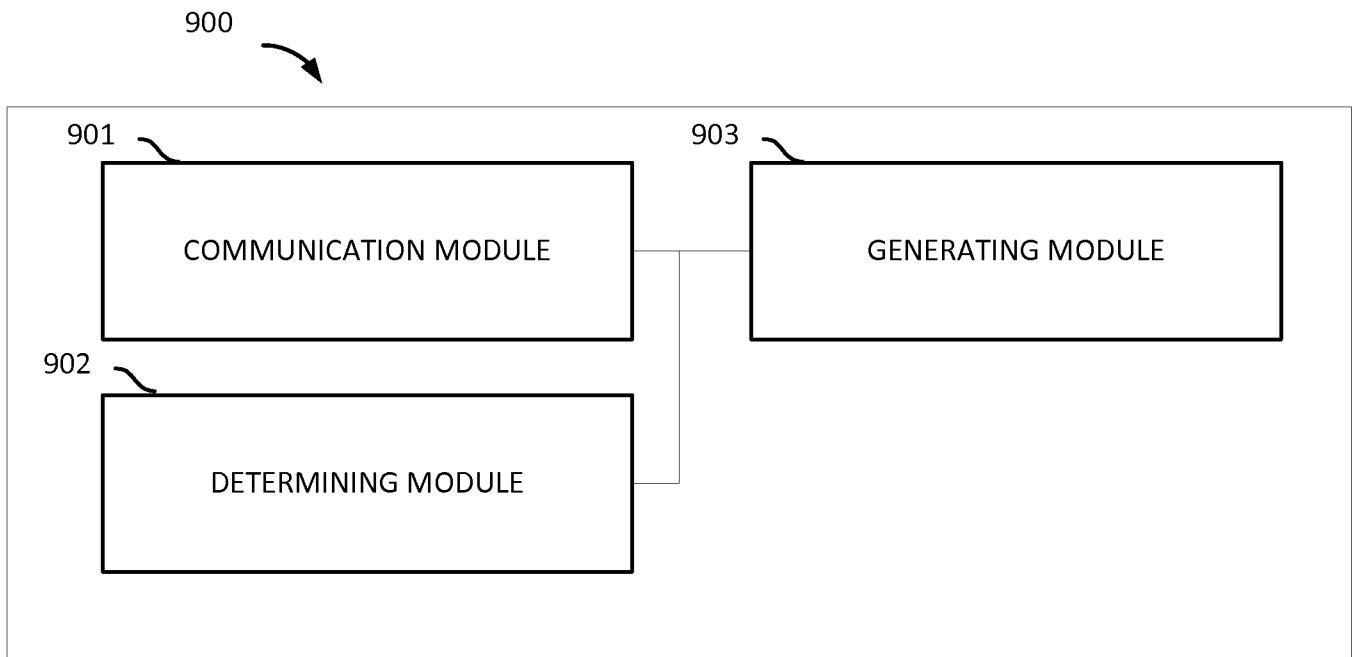 900
901
903
COMMUNICATION MODULE
GENERATING MODULE
902
DETERMINING MODULE